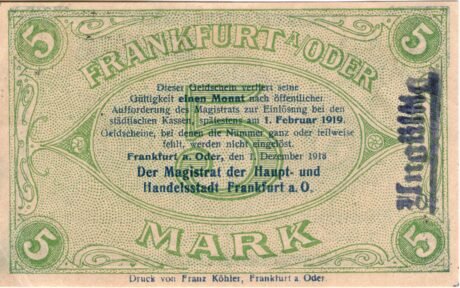 5 5
FRANKFURT A/ ODER
Dieser Geldschein verliert seine
Gültigkeit einen Monat nach öffentlicher
Aufforderung des Magistrats zur Einlösung bei den
städtischen Kassen, spätestens am 1. Februar 1919.
Geldscheine, bei denen die Nummer ganz oder teilweise
fehlt, werden nicht eingelöst.
Frankfurt a. Oder, den 1. Dezember 1918
Der Magistrat der Haupt- und
Handelsstadt Frankfurt a. O.
5
Ungültig
5 MARK 5
Druck von Franz Köhler, Frankfurt a Oder.